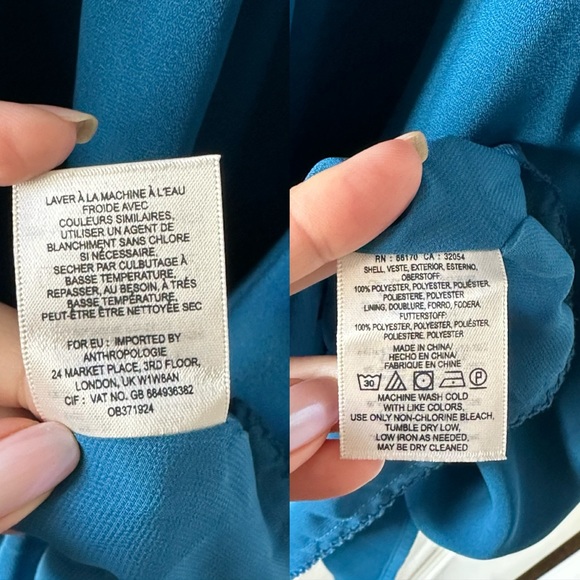 LAVER À LA MACHINE À L'EAU
FROIDE AVEC
COULEURS SIMILAIRES,
UTILISER UN AGENT DE
BLANCHIMENT SANS CHLORE
SI NÉCESSAIRE.
SECHER PAR CULBUTAGE À
BASSE TEMPÉRATURE,
REPASSER, AU BESOIN, À TRÈS
BASSE TEMPÉRATURE,
PEUT-ÊTRE ÊTRE NETTOYÉE SEC
FOR EU : IMPORTED BY
ANTHROPOLOGIE
24 MARKET PLACE, 3RD FLOOR,
LONDON, UK W1W8AN
CIF : VAT NO. GB 684936382
OB371924
RN : 66170 CA : 32054
SHELL, VESTE, EXTERIOR, ESTERNO,
OBERSTOFF:
100% POLYESTER, POLYESTER, POLIÉSTER,
POLIESTERE, POLYESTER
LINING, DOUBLURE, FORRO, FODERA,
FUTTERSTOFF:
100% POLYESTER, POLYESTER, POLIÉSTER,
POLIESTERE, POLYESTER
MADE IN CHINA/
HECHO EN CHINA/
FABRIQUE EN CHINE
30 P
MACHINE WASH COLD
WITH LIKE COLORS,
USE ONLY NON-CHLORINE BLEACH,
TUMBLE DRY LOW,
LOW IRON AS NEEDED,
MAY BE DRY CLEANED